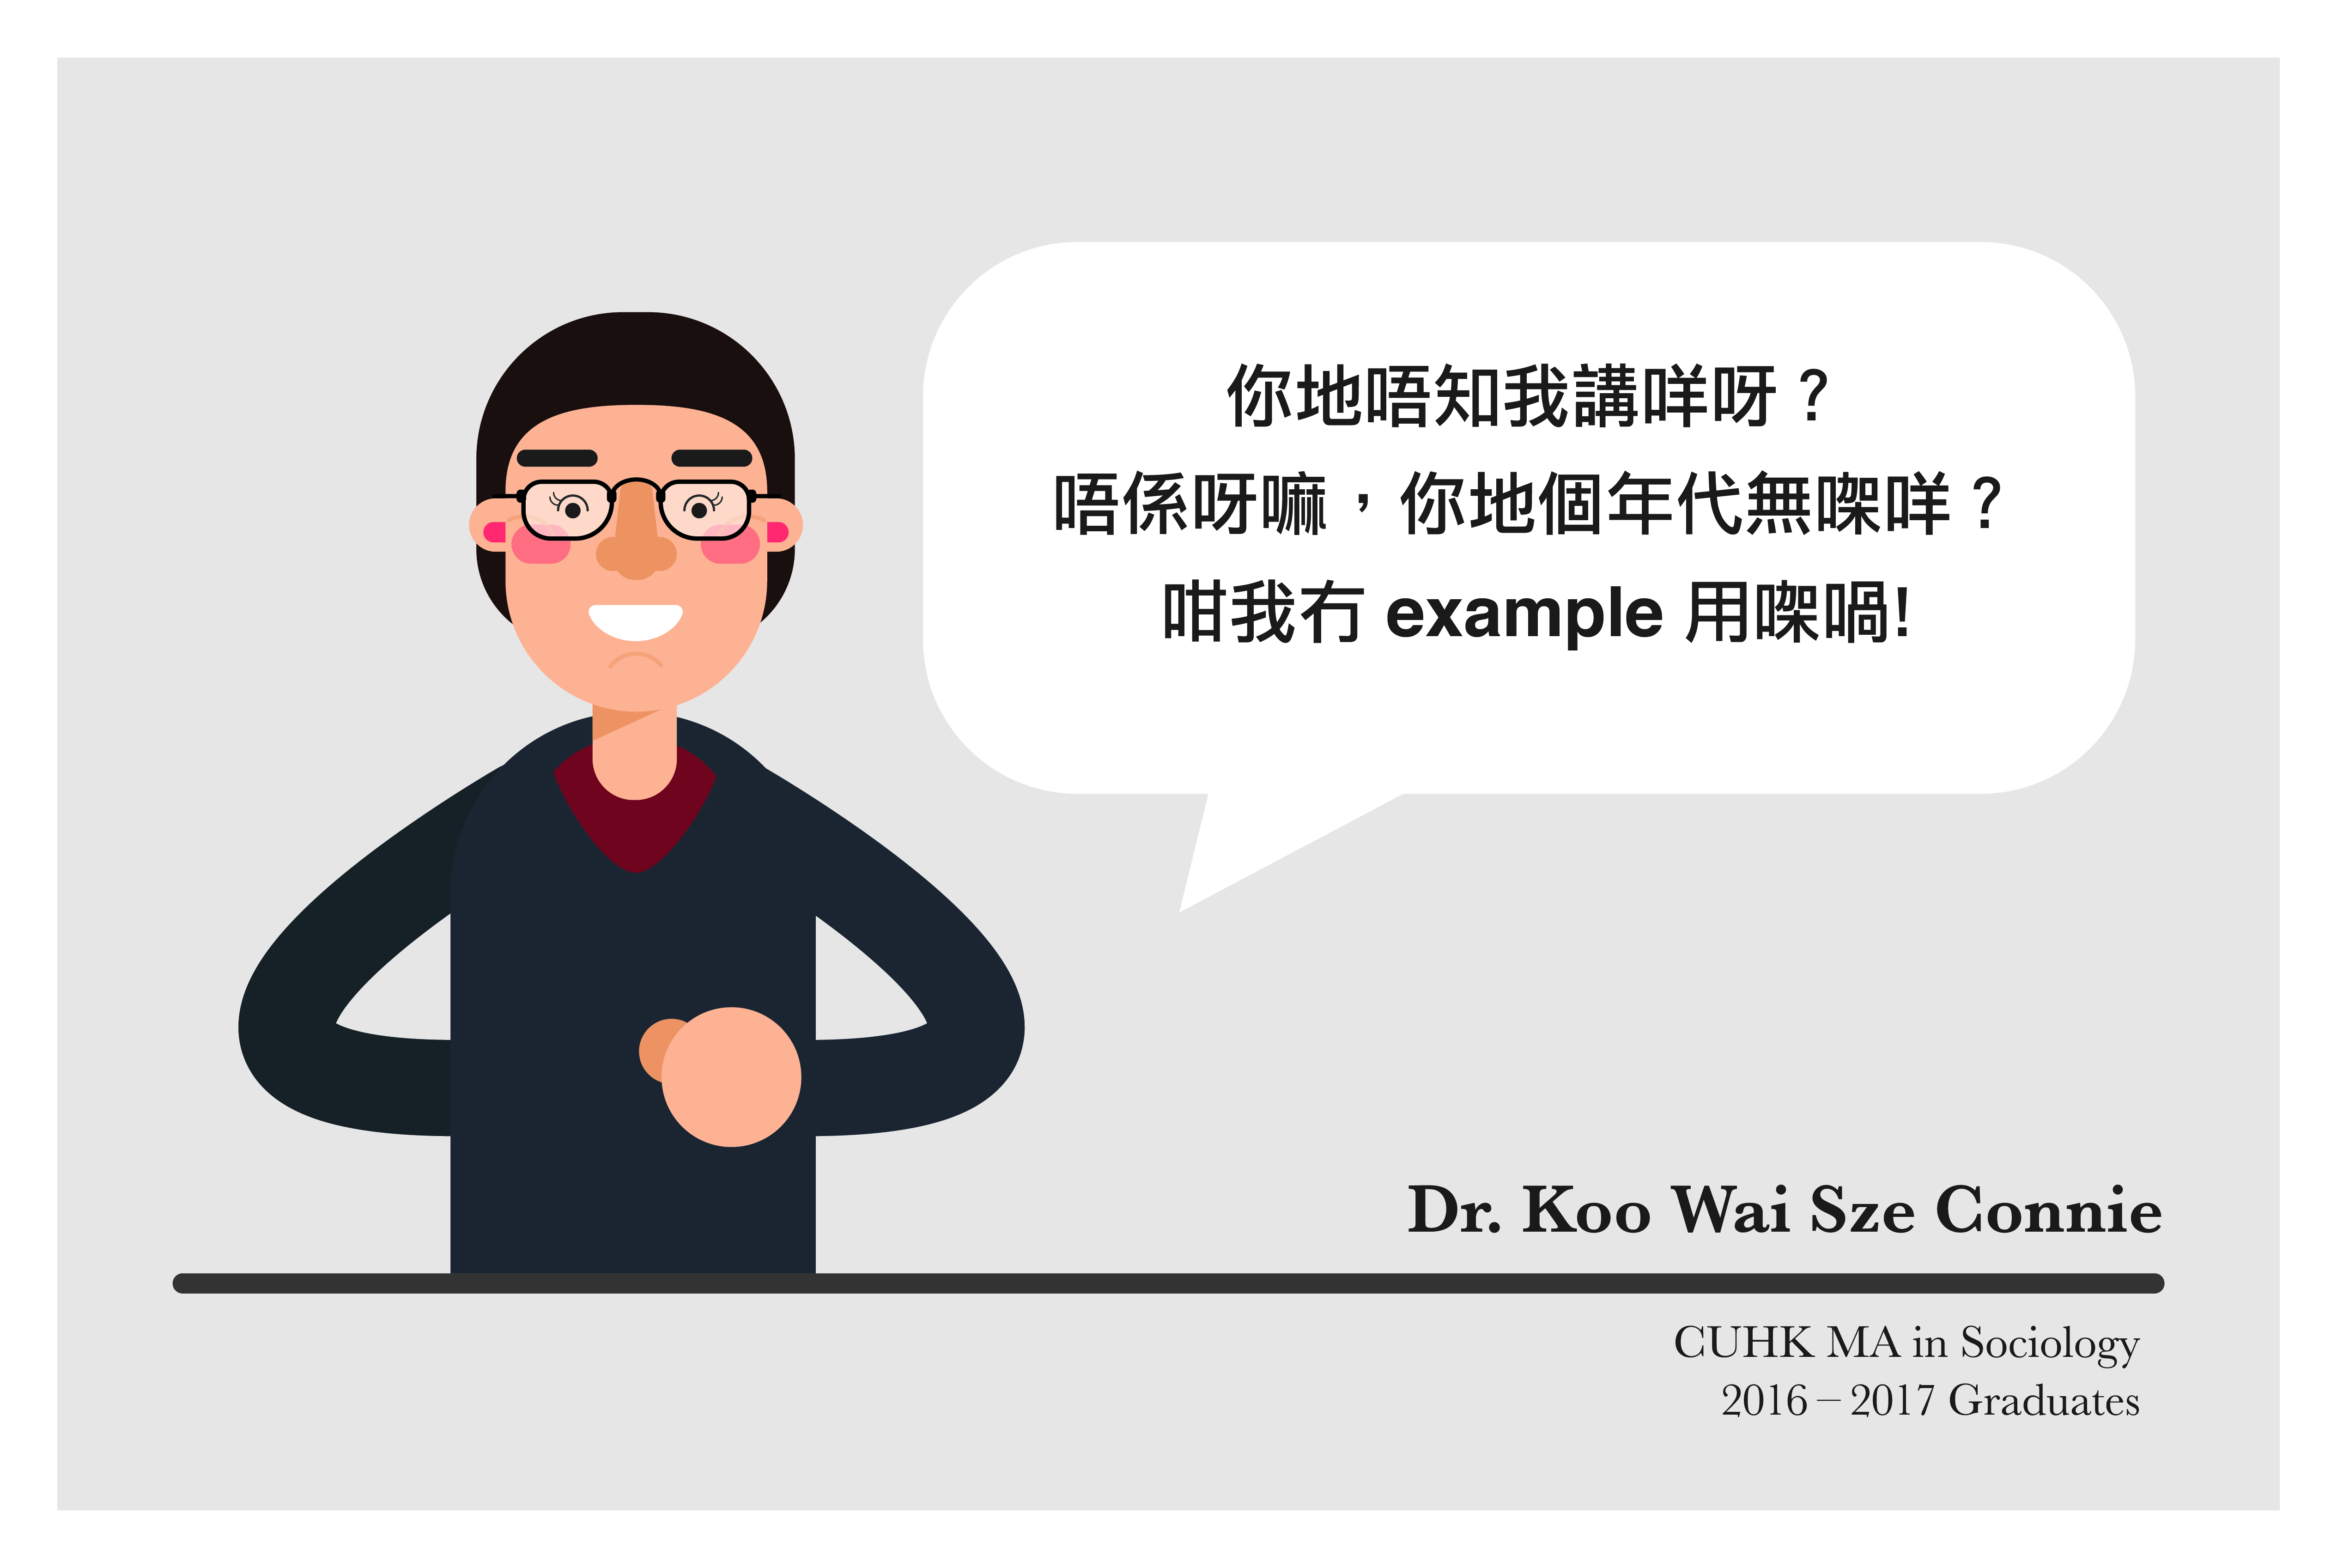 你地唔知我講咩呀？
唔係呀嘛，你地個年代無㗎咩？
咁我冇 example 用㗎喎!
Dr. Koo Wai Sze Connie
CUHK MA in Sociology
2016 – 2017 Graduates